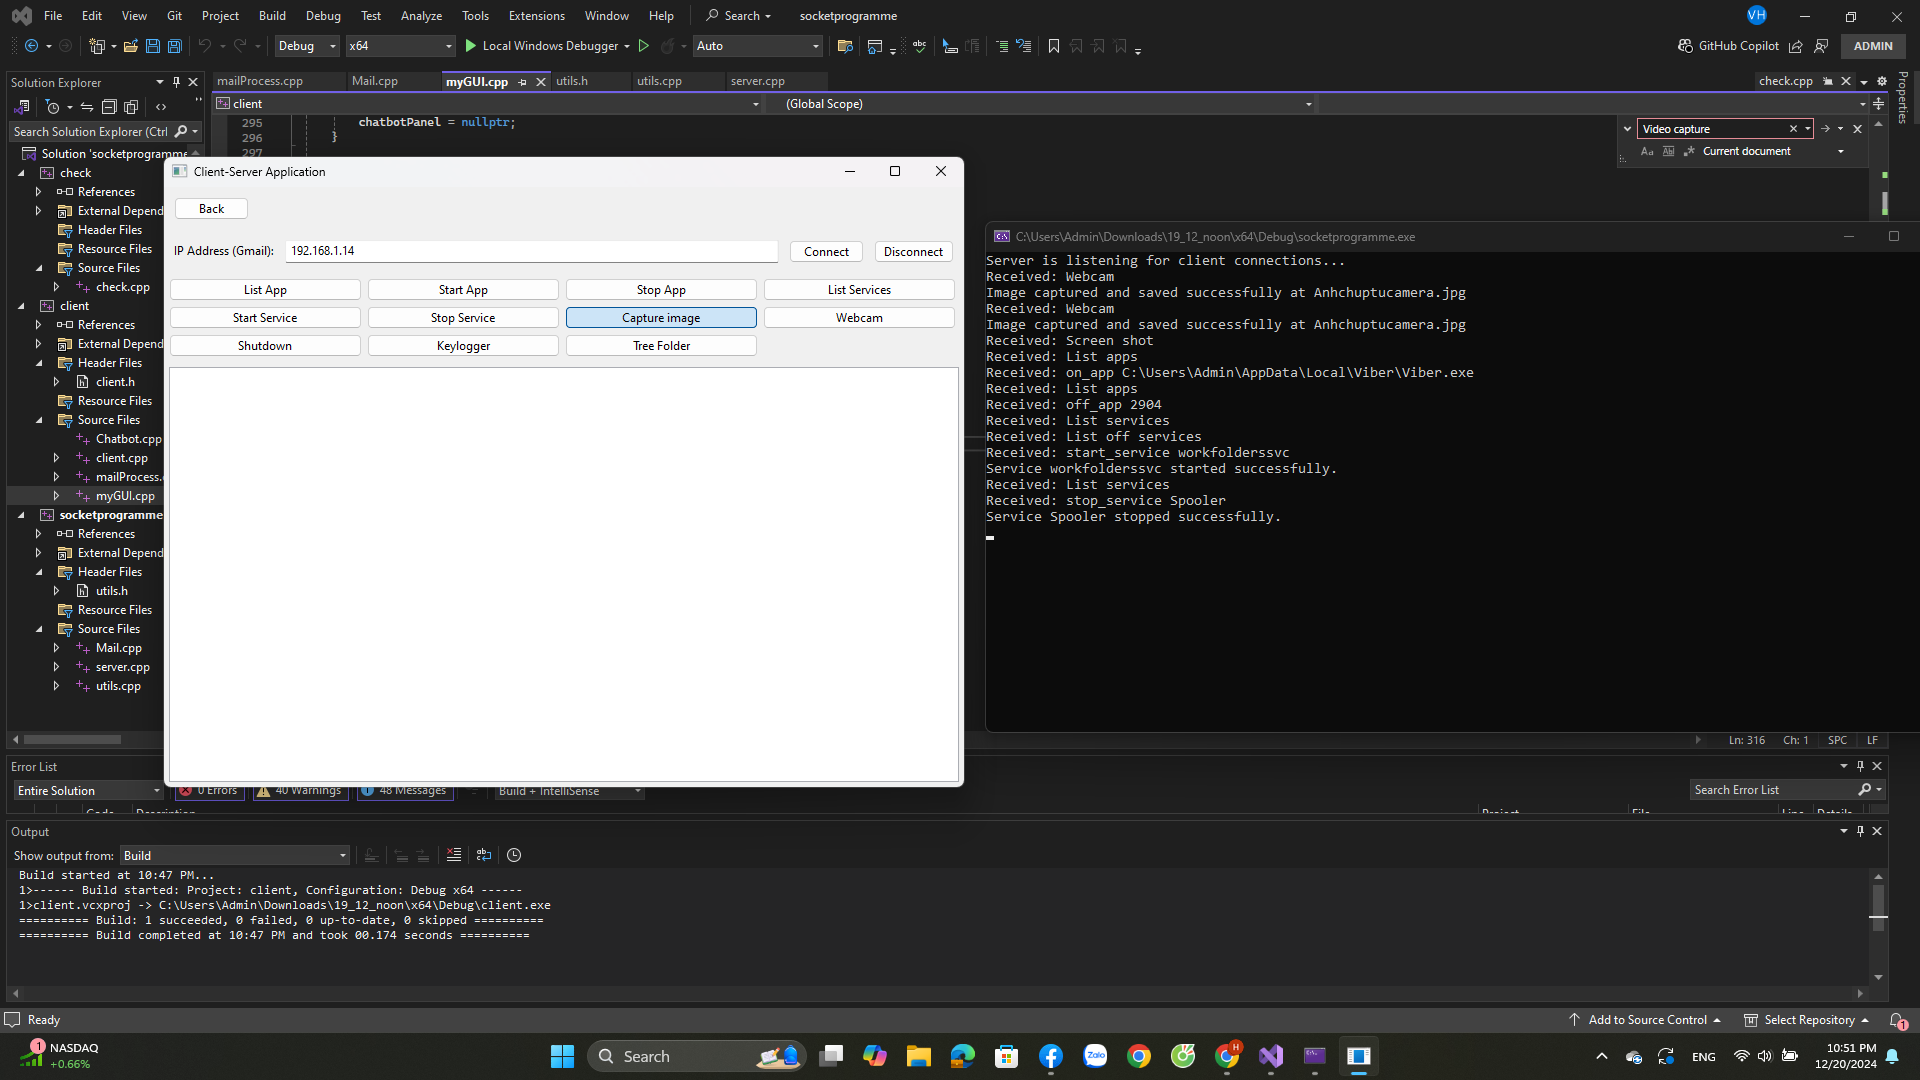 File Edit View Git Project Build Debug Test Analyze Tools Extensions Window Help Search socketprogramme VH
Debug x64 Local Windows Debugger Auto GitHub Copilot ADMIN
Solution Explorer
mailProcess.cpp Mail.cpp myGUI.cpp utils.h utils.cpp server.cpp check.cpp
client (Global Scope)
Properties
Search Solution Explorer (Ctrl
295 chatbotPanel = nullptr;
296 }
297
Video capture
Current document
Solution 'socketprogramme
check
References
External Depend
Header Files
Resource Files
Source Files
check.cpp
client
References
External Depend
Header Files
client.h
Resource Files
Source Files
Chatbot.cpp
client.cpp
mailProcess.
myGUI.cpp
socketprogramme
References
External Depend
Header Files
utils.h
Resource Files
Source Files
Mail.cpp
server.cpp
utils.cpp
Client-Server Application
Back
IP Address (Gmail): 192.168.1.14 Connect Disconnect
List App Start App Stop App List Services
Start Service Stop Service Capture image Webcam
Shutdown Keylogger Tree Folder
C:\Users\Admin\Downloads\19_12_noon\x64\Debug\socketprogramme.exe
Server is listening for client connections...
Received: Webcam
Image captured and saved successfully at Anhchuptucamera.jpg
Received: Webcam
Image captured and saved successfully at Anhchuptucamera.jpg
Received: Screen shot
Received: List apps
Received: on_app C:\Users\Admin\AppData\Local\Viber\Viber.exe
Received: List apps
Received: off_app 2904
Received: List services
Received: List off services
Received: start_service workfolderssvc
Service workfolderssvc started successfully.
Received: List services
Received: stop_service Spooler
Service Spooler stopped successfully.
Ln: 316 Ch: 1 SPC LF
Error List
Entire Solution 0 Errors 40 Warnings 48 Messages Build + IntelliSense Search Error List
Code Description Project File Line Details
Output
Show output from: Build
Build started at 10:47 PM...
1>------ Build started: Project: client, Configuration: Debug x64 ------
1>client.vcxproj -> C:\Users\Admin\Downloads\19_12_noon\x64\Debug\client.exe
========== Build: 1 succeeded, 0 failed, 0 up-to-date, 0 skipped ==========
========== Build completed at 10:47 PM and took 00.174 seconds ==========
Ready Add to Source Control Select Repository 1
1 NASDAQ
+0.66%
Search Zalo H ENG
10:51 PM
12/20/2024